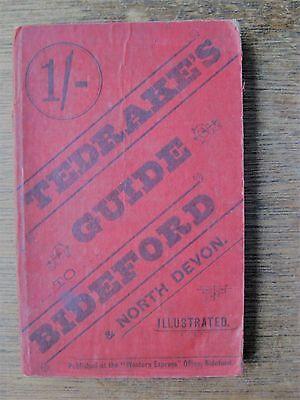 1/-
TEDRAKE'S
GUIDE
TO
BIDEFORD
& NORTH DEVON.
ILLUSTRATED.
Published at the "Western Express" Office, Bideford.